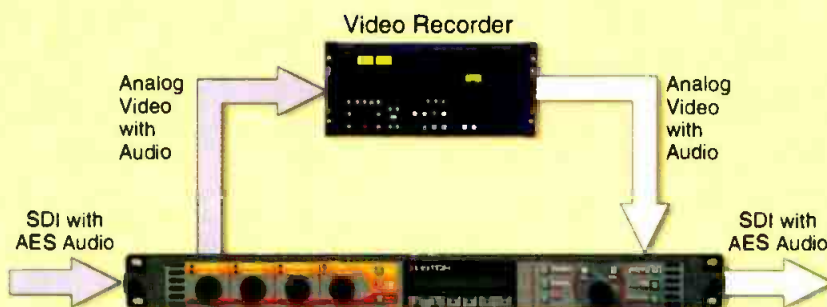 Video Recorder
Analog
Video
with
Audio
Analog
Video
with
Audio
SDI with
AES Audio
SDI with
AES Audio